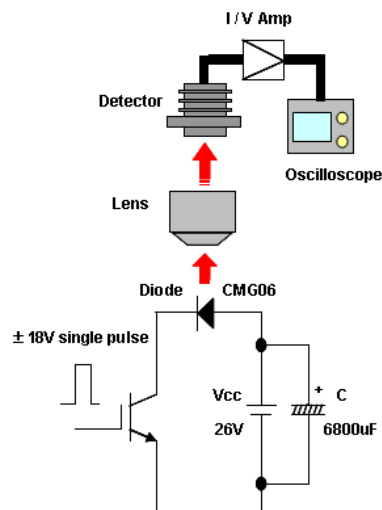 I / V Amp
Detector
Oscilloscope
Lens
Diode CMG06
± 18V single pulse
Vcc + C
26V 6800uF